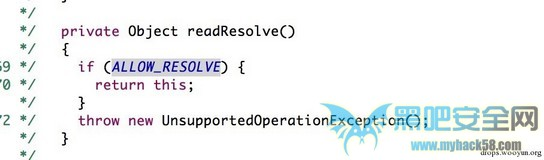 */
*/ private Object readResolve()
*/ {
69 */ if (ALLOW_RESOLVE) {
70 */ return this;
*/ }
72 */ throw new UnsupportedOperationException();
*/ }
*/
黑吧安全网
www.myhack58.com
drops.wooyun.org